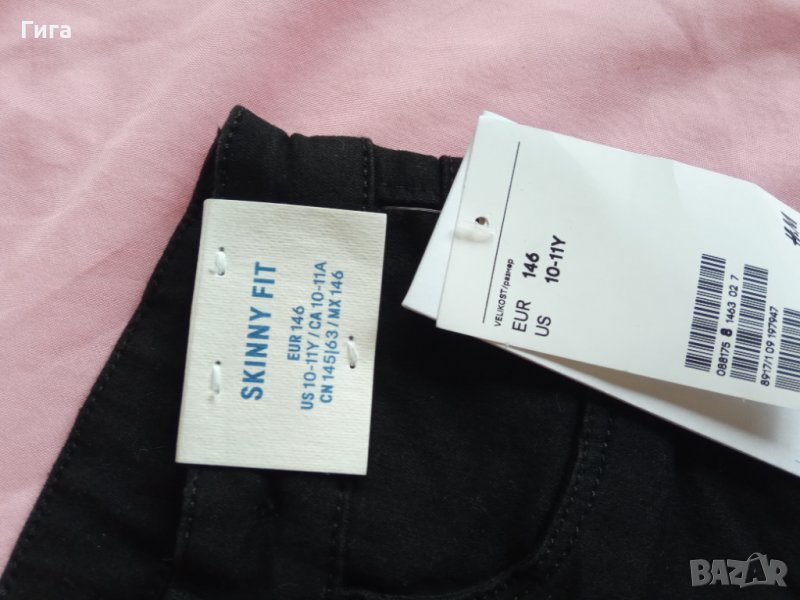 Гига
SKINNY FIT
EUR 146
US 10-11Y / CA 10-11A
CN 145|63 / MX 146
VELIKOST/размер
EUR 146
US 10-11Y
H&M
088175 8 1463 02 7
8917/1 09 197947
BAZAR